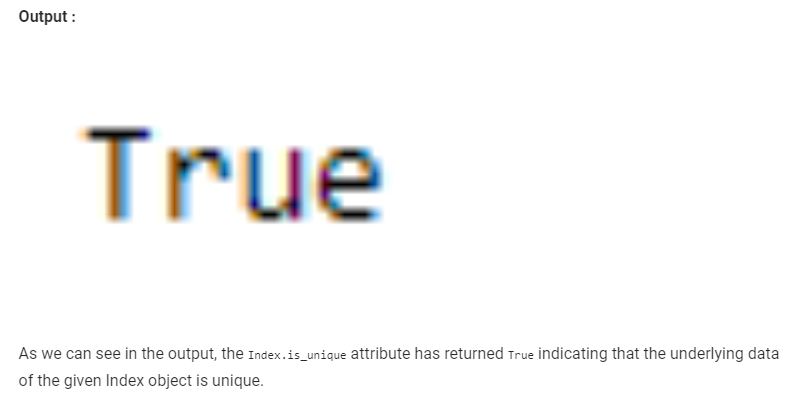 Output :
True
As we can see in the output, the Index.is_unique attribute has returned True indicating that the underlying data
of the given Index object is unique.